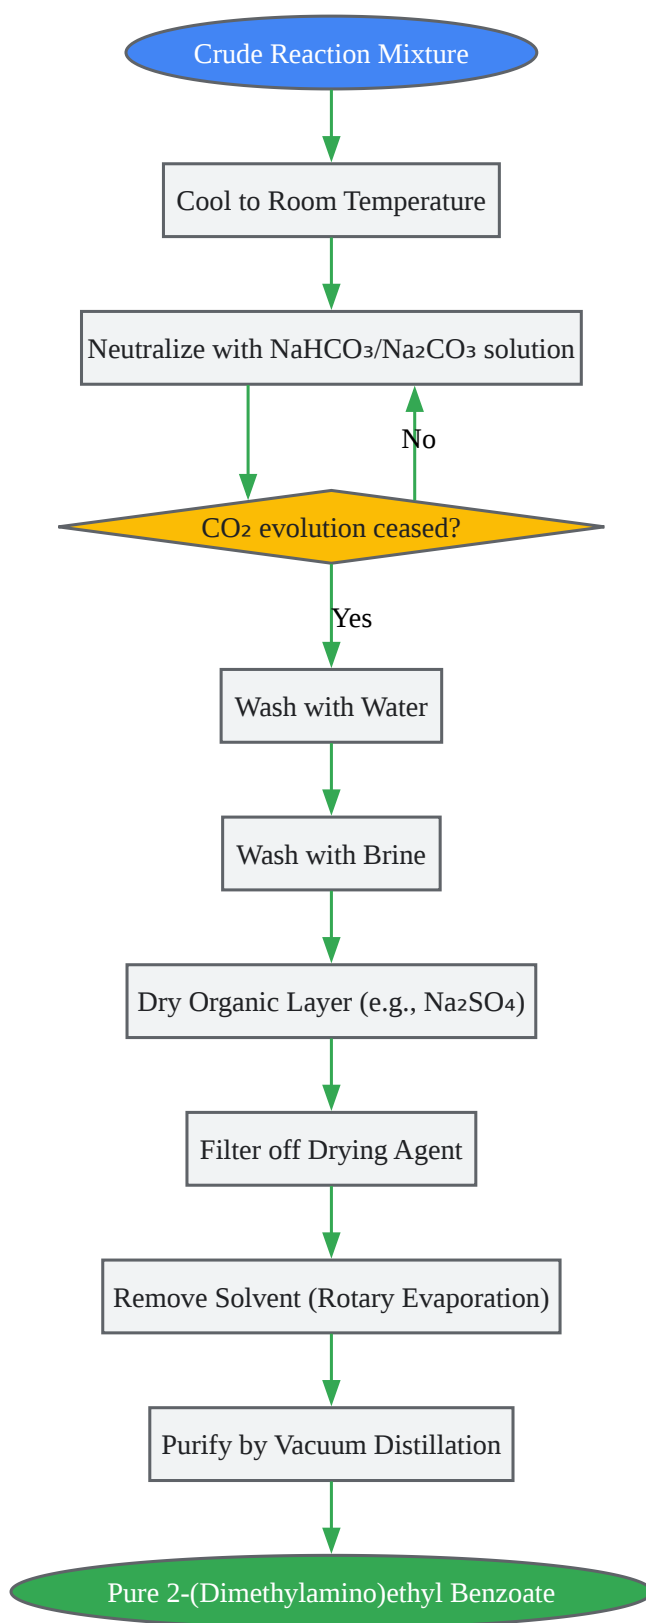 Crude Reaction Mixture
Cool to Room Temperature
Neutralize with NaHCO₃/Na₂CO₃ solution
No
CO₂ evolution ceased?
Yes
Wash with Water
Wash with Brine
Dry Organic Layer (e.g., Na₂SO₄)
Filter off Drying Agent
Remove Solvent (Rotary Evaporation)
Purify by Vacuum Distillation
Pure 2-(Dimethylamino)ethyl Benzoate